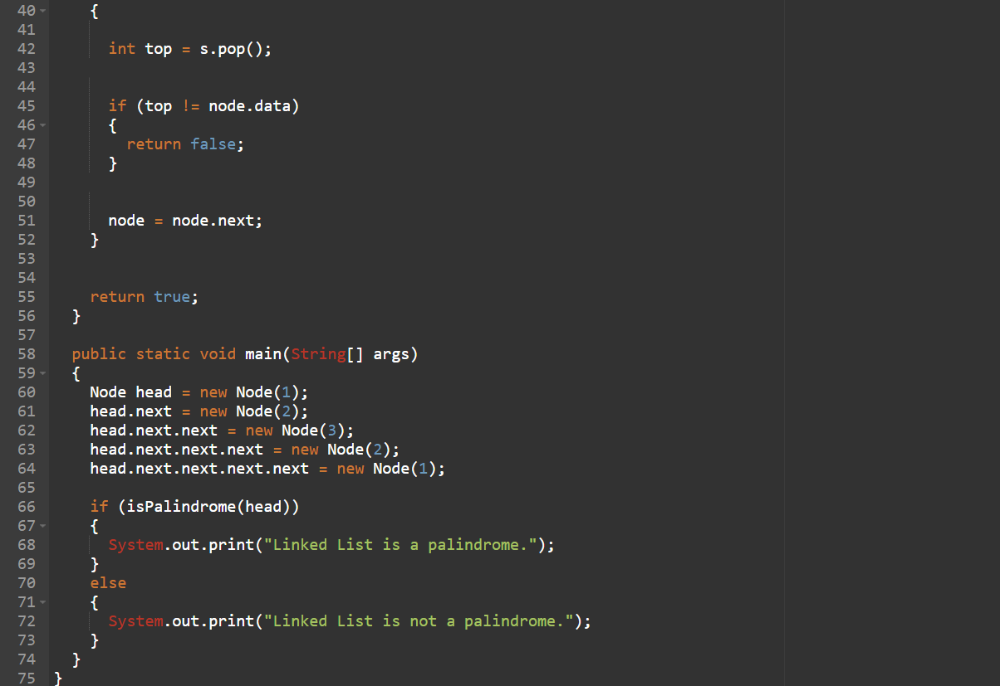 40 {
41
42 int top = s.pop();
43
44
45 if (top != node.data)
46 {
47 return false;
48 }
49
50
51 node = node.next;
52 }
53
54
55 return true;
56 }
57
58 public static void main(String[] args)
59 {
60 Node head = new Node(1);
61 head.next = new Node(2);
62 head.next.next = new Node(3);
63 head.next.next.next = new Node(2);
64 head.next.next.next.next = new Node(1);
65
66 if (isPalindrome(head))
67 {
68 System.out.print("Linked List is a palindrome.");
69 }
70 else
71 {
72 System.out.print("Linked List is not a palindrome.");
73 }
74 }
75 }